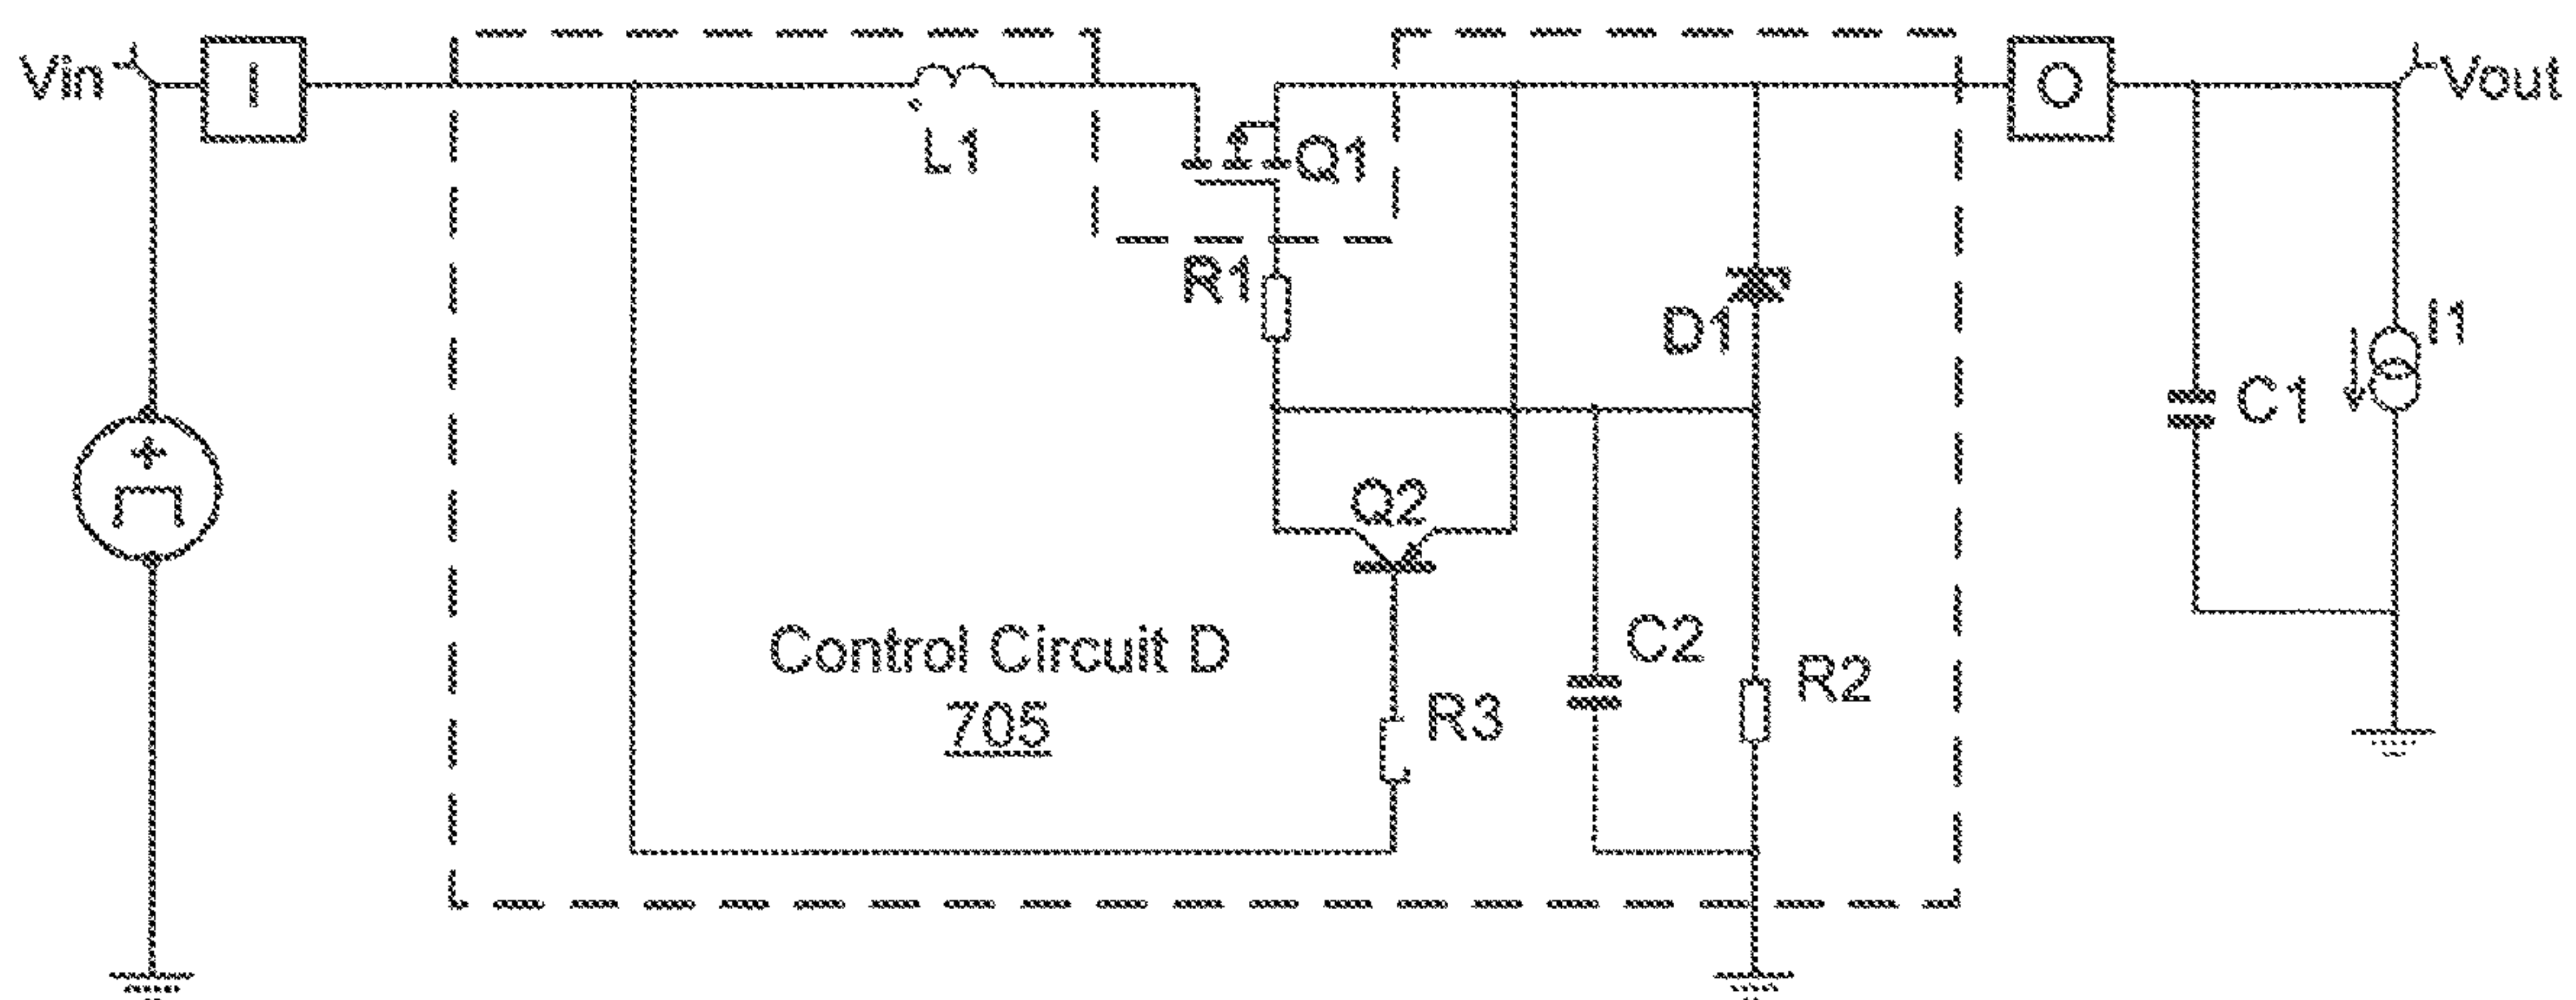 Vin
I
L1
Q1
O
Vout
R1
D1
I1
C1
Q2
Control Circuit D
705
C2
R2
R3